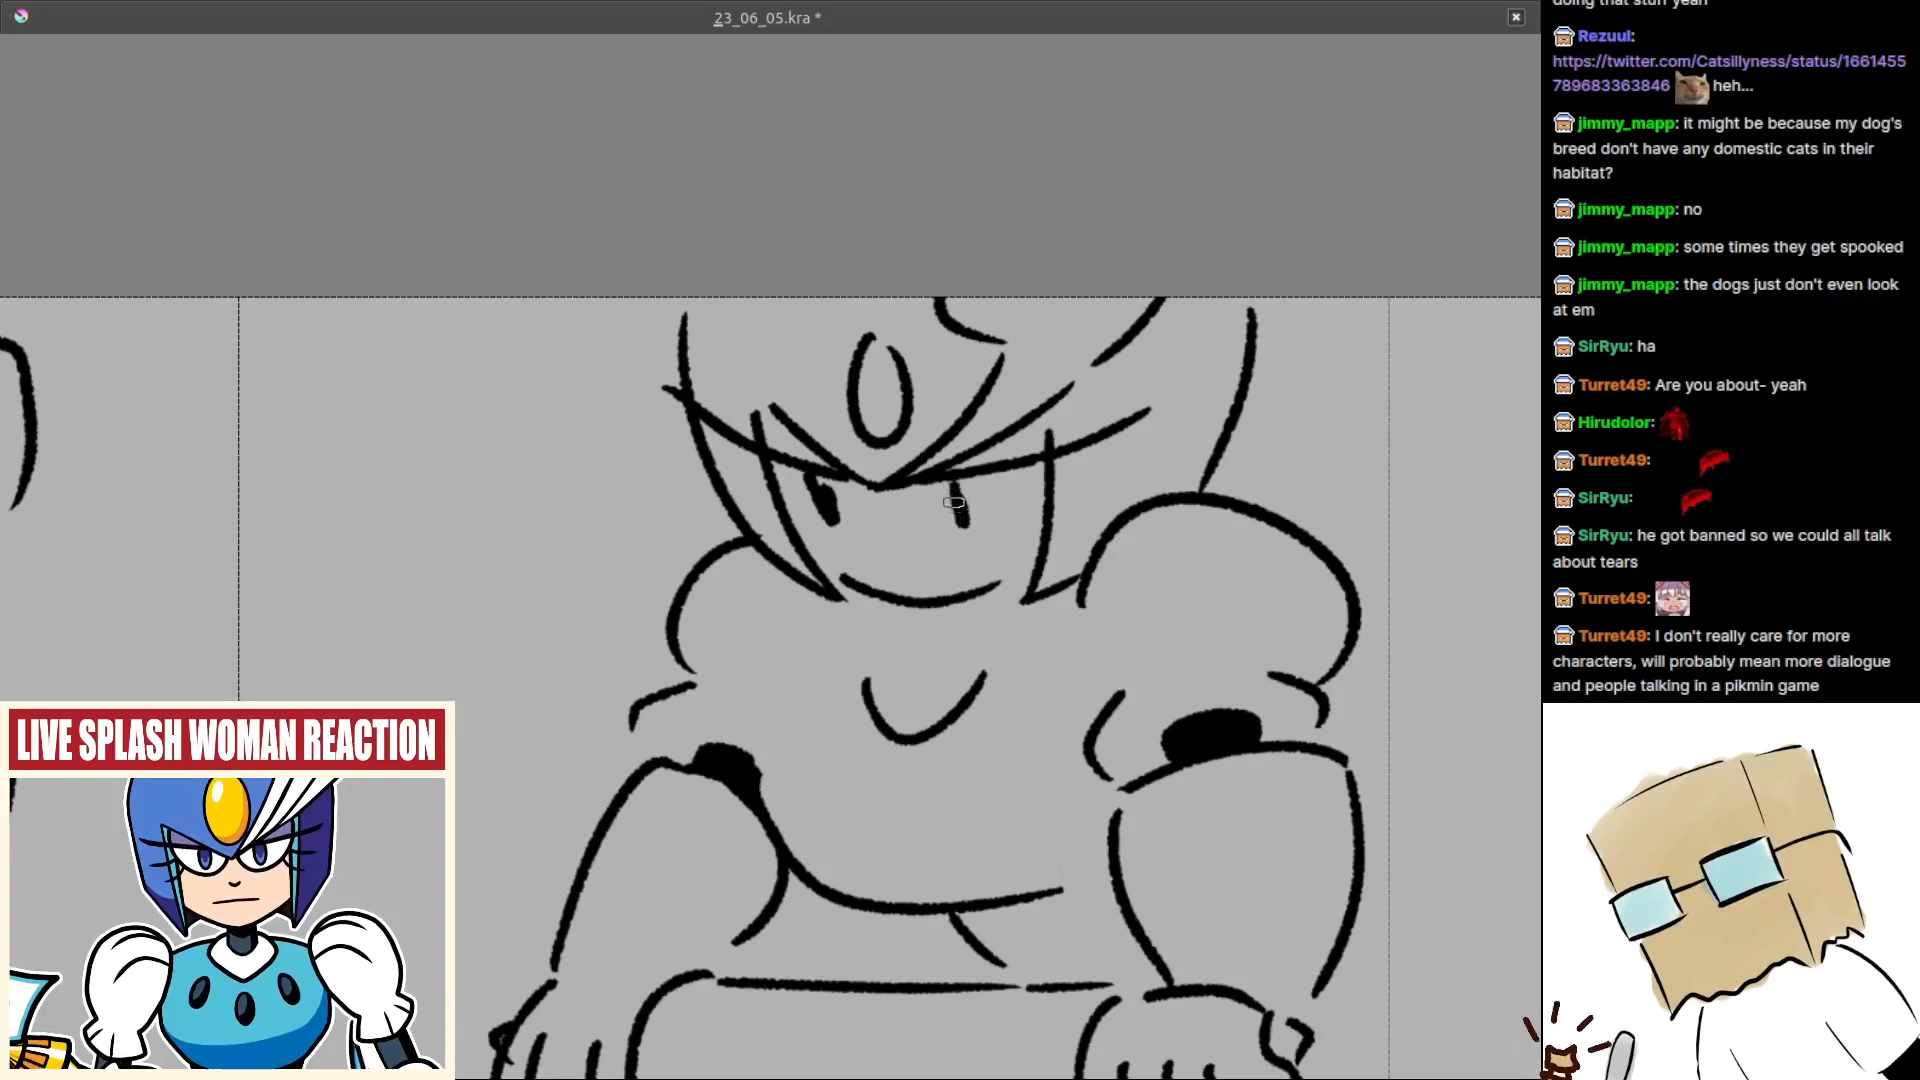 23_06_05.kra *
doing that stuff yeah
Rezuul:
https://twitter.com/Catsillyness/status/1661455
789683363846 heh...
jimmy_mapp: it might be because my dog's
breed don't have any domestic cats in their
habitat?
jimmy_mapp: no
jimmy_mapp: some times they get spooked
jimmy_mapp: the dogs just don't even look
at em
SirRyu: ha
Turret49: Are you about- yeah
Hirudolor:
Turret49:
SirRyu:
SirRyu: he got banned so we could all talk
about tears
Turret49:
Turret49: I don't really care for more
characters, will probably mean more dialogue
and people talking in a pikmin game
LIVE SPLASH WOMAN REACTION